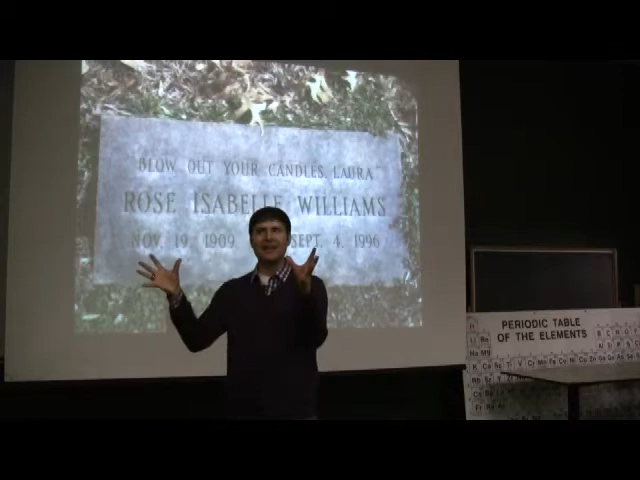 BLOW OUT YOUR CANDLES, LAURA
ROSE ISABELLE WILLIAMS
NOV. 19 1909 SEPT. 4, 1996
PERIODIC TABLE
OF THE ELEMENTS